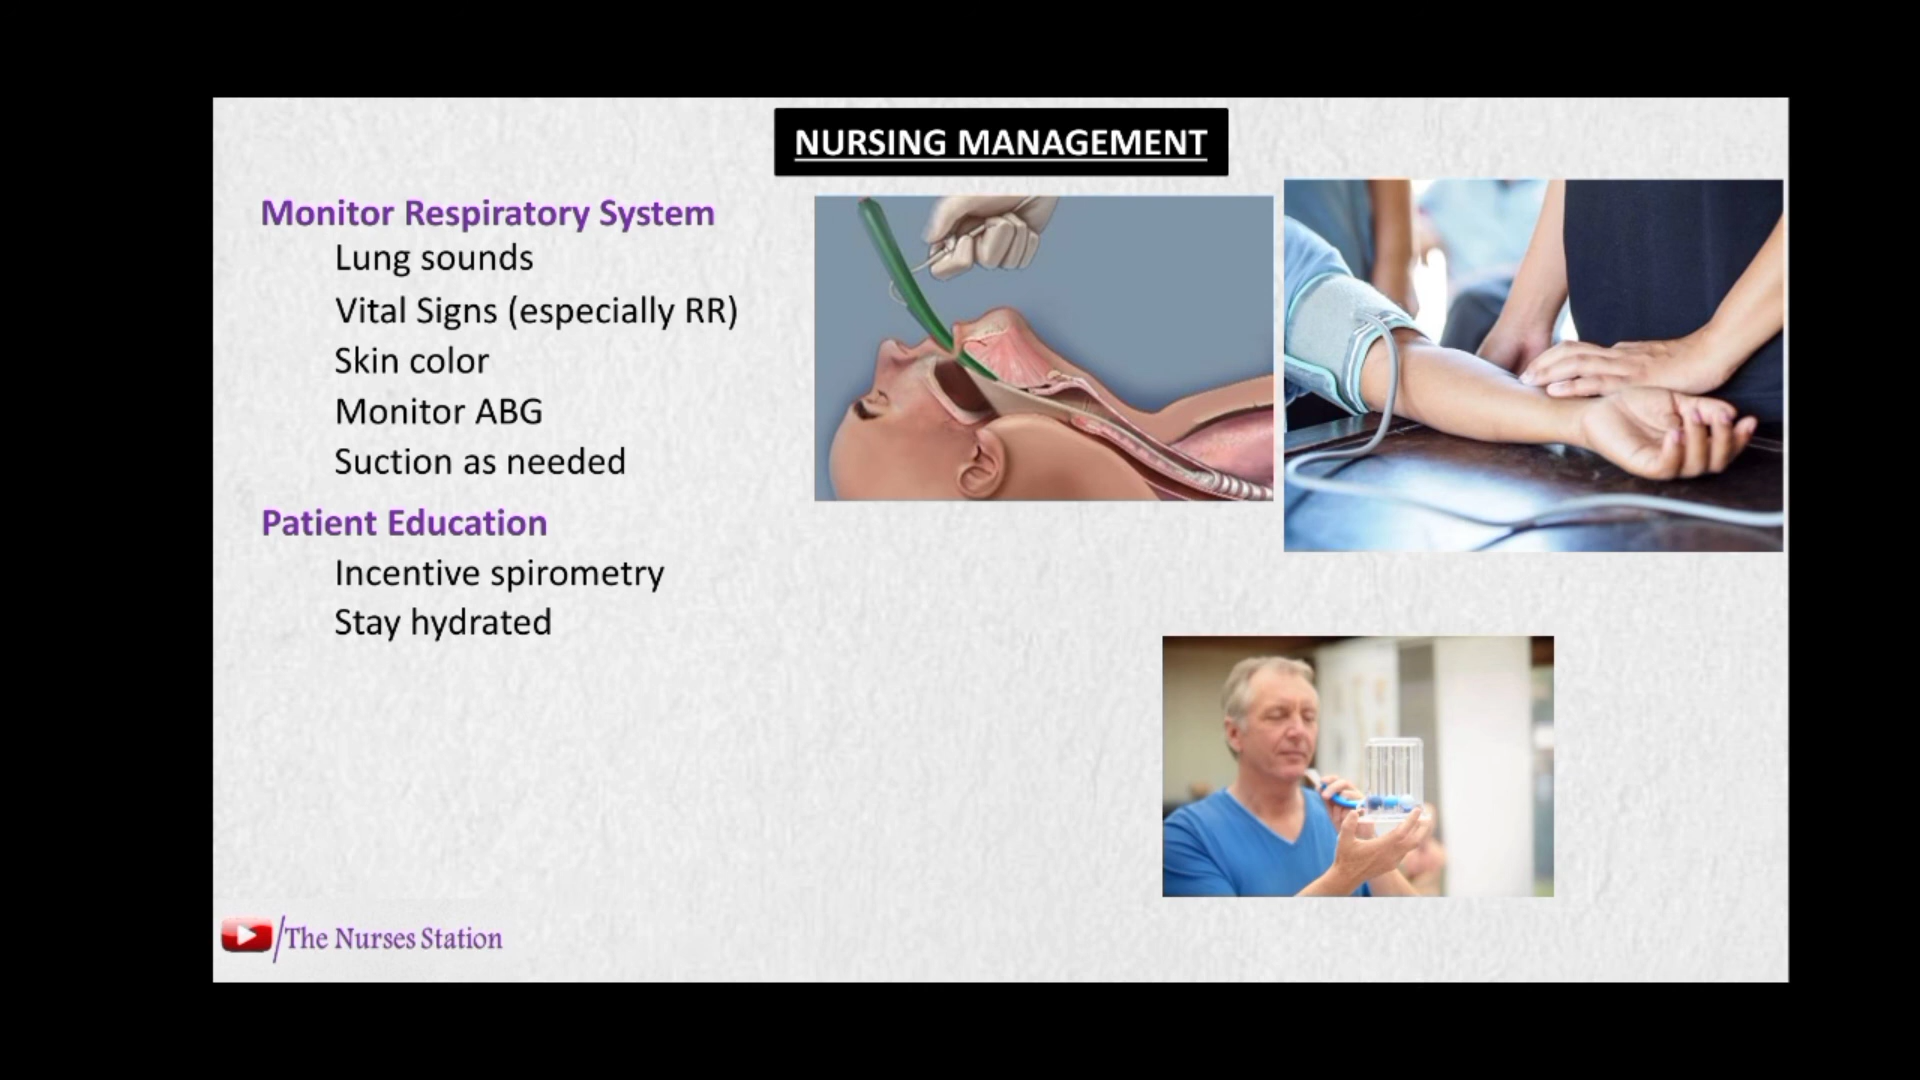 NURSING MANAGEMENT
Monitor Respiratory System
Lung sounds
Vital Signs (especially RR)
Skin color
Monitor ABG
Suction as needed
Patient Education
Incentive spirometry
Stay hydrated
/The Nurses Station